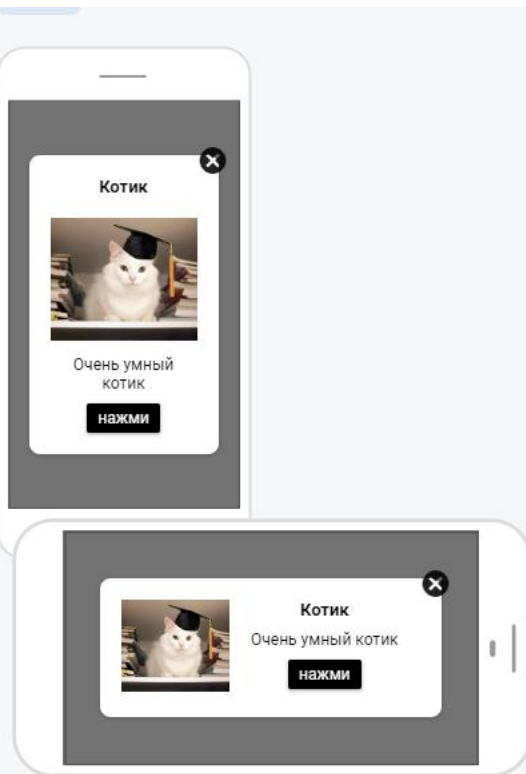 Котик
Очень умный
котик
нажми
Котик
Очень умный котик
нажми